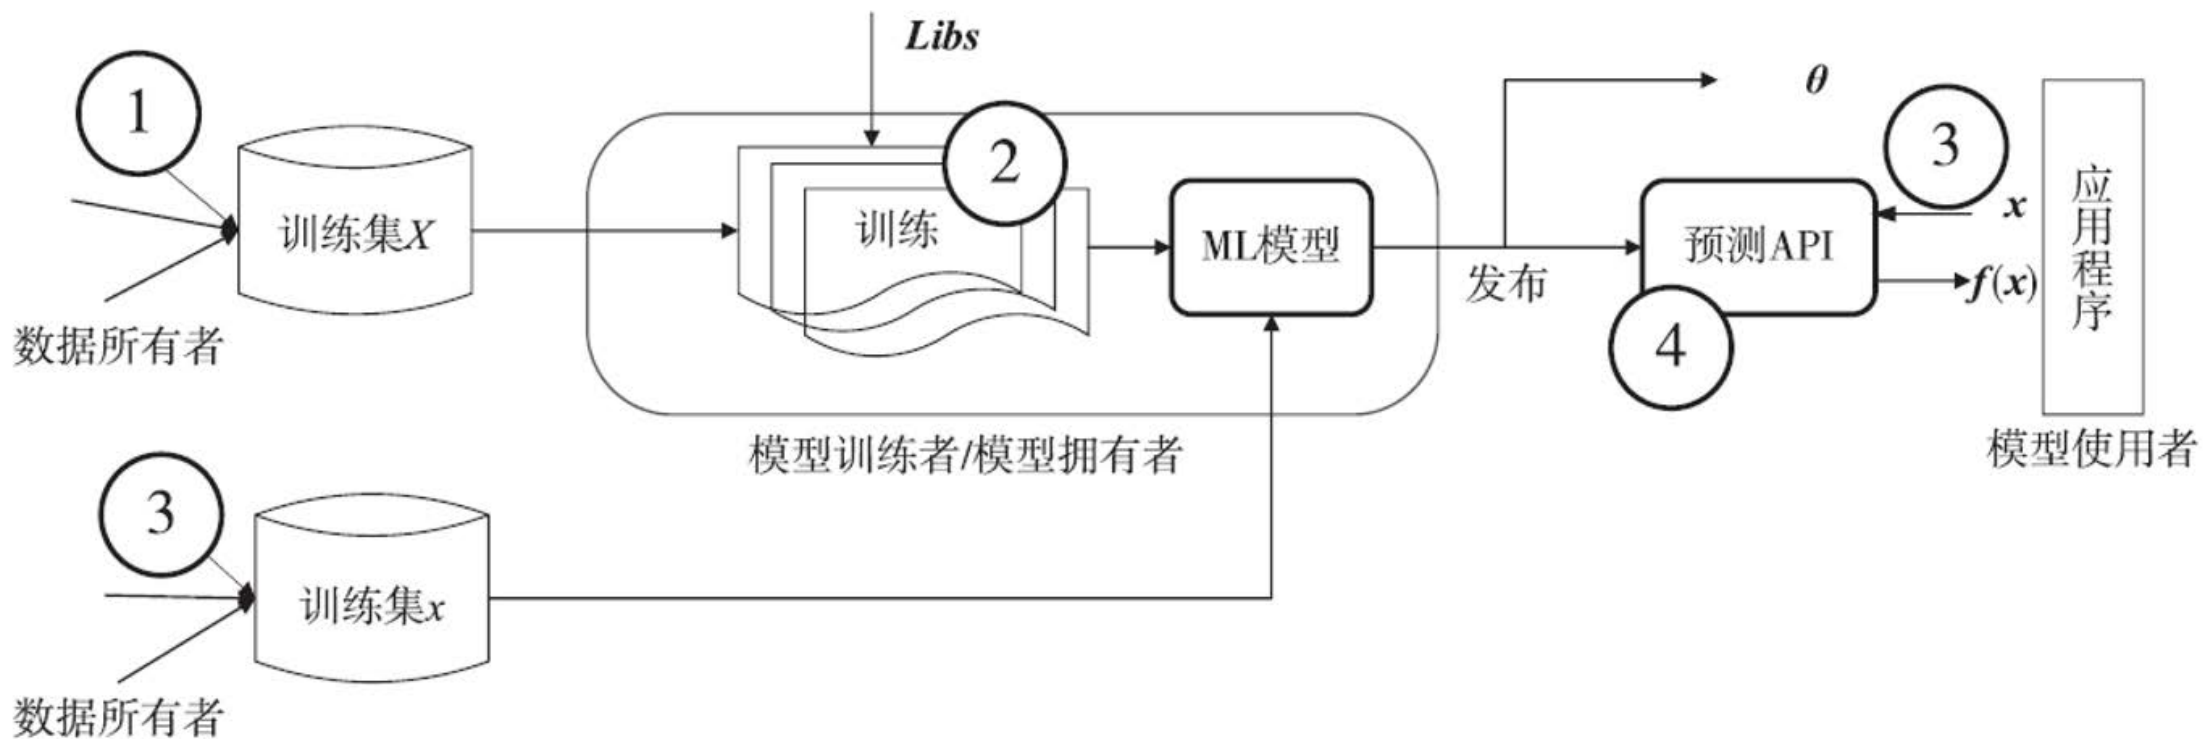 Libs
θ
1
2
3
训练集X
训练
ML模型
预测API
x
f(x)
应用程序
发布
4
数据所有者
模型训练者/模型拥有者
模型使用者
3
训练集x
数据所有者